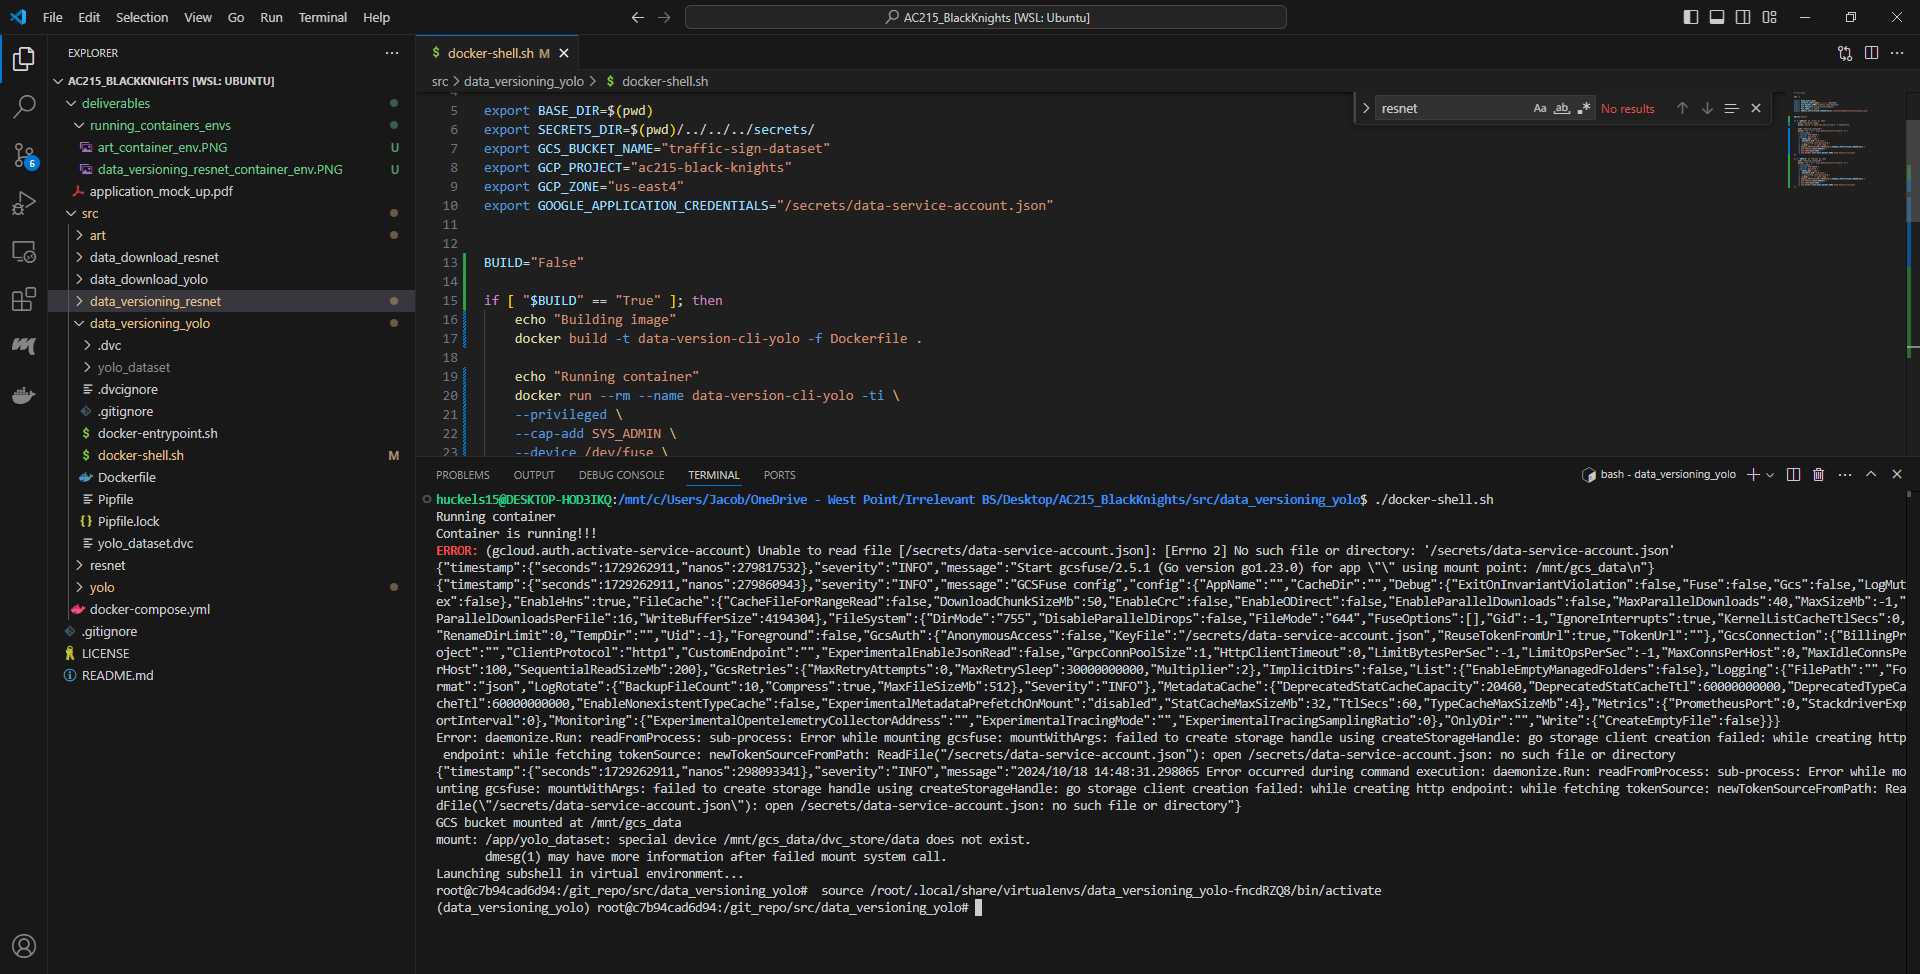 File Edit Selection View Go Run Terminal Help
AC215_BlackKnights [WSL: Ubuntu]
EXPLORER
AC215_BLACKKNIGHTS [WSL: UBUNTU]
deliverables
running_containers_envs
art_container_env.PNG U
data_versioning_resnet_container_env.PNG U
application_mock_up.pdf
src
art
data_download_resnet
data_download_yolo
data_versioning_resnet
data_versioning_yolo
.dvc
yolo_dataset
.dvcignore
.gitignore
docker-entrypoint.sh
docker-shell.sh M
Dockerfile
Pipfile
Pipfile.lock
yolo_dataset.dvc
resnet
yolo
docker-compose.yml
.gitignore
LICENSE
README.md
6
docker-shell.sh M
src > data_versioning_yolo > $ docker-shell.sh
resnet Aa ab No results
5 export BASE_DIR=$(pwd)
6 export SECRETS_DIR=$(pwd)/../../../secrets/
7 export GCS_BUCKET_NAME="traffic-sign-dataset"
8 export GCP_PROJECT="ac215-black-knights"
9 export GCP_ZONE="us-east4"
10 export GOOGLE_APPLICATION_CREDENTIALS="/secrets/data-service-account.json"
11
12
13 BUILD="False"
14
15 if [ "$BUILD" == "True" ]; then
16 echo "Building image"
17 docker build -t data-version-cli-yolo -f Dockerfile .
18
19 echo "Running container"
20 docker run --rm --name data-version-cli-yolo -ti \
21 --privileged \
22 --cap-add SYS_ADMIN \
23 --device /dev/fuse \
PROBLEMS OUTPUT DEBUG CONSOLE TERMINAL PORTS
bash - data_versioning_yolo
huckels15@DESKTOP-HOD3IKQ:/mnt/c/Users/Jacob/OneDrive - West Point/Irrelevant BS/Desktop/AC215_BlackKnights/src/data_versioning_yolo$ ./docker-shell.sh
Running container
Container is running!!!
ERROR: (gcloud.auth.activate-service-account) Unable to read file [/secrets/data-service-account.json]: [Errno 2] No such file or directory: '/secrets/data-service-account.json'
{"timestamp":{"seconds":1729262911,"nanos":279817532},"severity":"INFO","message":"Start gcsfuse/2.5.1 (Go version go1.23.0) for app \"\" using mount point: /mnt/gcs_data\n"}
{"timestamp":{"seconds":1729262911,"nanos":279860943},"severity":"INFO","message":"GCSFuse config","config":{"AppName":"","CacheDir":"","Debug":{"ExitOnInvariantViolation":false,"Fuse":false,"Gcs":false,"LogMut
ex":false},"EnableHns":true,"FileCache":{"CacheFileForRangeRead":false,"DownloadChunkSizeMb":50,"EnableCrc":false,"EnableODirect":false,"EnableParallelDownloads":false,"MaxParallelDownloads":40,"MaxSizeMb":-1,"
ParallelDownloadsPerFile":16,"WriteBufferSize":4194304},"FileSystem":{"DirMode":"755","DisableParallelDirops":false,"FileMode":"644","FuseOptions":[],"Gid":-1,"IgnoreInterrupts":true,"KernelListCacheTtlSecs":0,
"RenameDirLimit":0,"TempDir":"","Uid":-1},"Foreground":false,"GcsAuth":{"AnonymousAccess":false,"KeyFile":"/secrets/data-service-account.json","ReuseTokenFromUrl":true,"TokenUrl":""},"GcsConnection":{"BillingPr
oject":"","ClientProtocol":"http1","CustomEndpoint":"","ExperimentalEnableJsonRead":false,"GrpcConnPoolSize":1,"HttpClientTimeout":0,"LimitBytesPerSec":-1,"LimitOpsPerSec":-1,"MaxConnsPerHost":0,"MaxIdleConnsPe
rHost":100,"SequentialReadSizeMb":200},"GcsRetries":{"MaxRetryAttempts":0,"MaxRetrySleep":30000000000,"Multiplier":2},"ImplicitDirs":false,"List":{"EnableEmptyManagedFolders":false},"Logging":{"FilePath":"","Fo
rmat":"json","LogRotate":{"BackupFileCount":10,"Compress":true,"MaxFileSizeMb":512},"Severity":"INFO"},"MetadataCache":{"DeprecatedStatCacheCapacity":20460,"DeprecatedStatCacheTtl":60000000000,"DeprecatedTypeCa
cheTtl":60000000000,"EnableNonexistentTypeCache":false,"ExperimentalMetadataPrefetchOnMount":"disabled","StatCacheMaxSizeMb":32,"TtlSecs":60,"TypeCacheMaxSizeMb":4},"Metrics":{"PrometheusPort":0,"StackdriverExp
ortInterval":0},"Monitoring":{"ExperimentalOpentelemetryCollectorAddress":"","ExperimentalTracingMode":"","ExperimentalTracingSamplingRatio":0},"OnlyDir":"","Write":{"CreateEmptyFile":false}}}
Error: daemonize.Run: readFromProcess: sub-process: Error while mounting gcsfuse: mountWithArgs: failed to create storage handle using createStorageHandle: go storage client creation failed: while creating http
endpoint: while fetching tokenSource: newTokenSourceFromPath: ReadFile("/secrets/data-service-account.json"): open /secrets/data-service-account.json: no such file or directory
{"timestamp":{"seconds":1729262911,"nanos":298093341},"severity":"INFO","message":"2024/10/18 14:48:31.298065 Error occurred during command execution: daemonize.Run: readFromProcess: sub-process: Error while mo
unting gcsfuse: mountWithArgs: failed to create storage handle using createStorageHandle: go storage client creation failed: while creating http endpoint: while fetching tokenSource: newTokenSourceFromPath: Rea
dFile(\"/secrets/data-service-account.json\"): open /secrets/data-service-account.json: no such file or directory"}
GCS bucket mounted at /mnt/gcs_data
mount: /app/yolo_dataset: special device /mnt/gcs_data/dvc_store/data does not exist.
dmesg(1) may have more information after failed mount system call.
Launching subshell in virtual environment...
root@c7b94cad6d94:/git_repo/src/data_versioning_yolo# source /root/.local/share/virtualenvs/data_versioning_yolo-fncdRZQ8/bin/activate
(data_versioning_yolo) root@c7b94cad6d94:/git_repo/src/data_versioning_yolo#